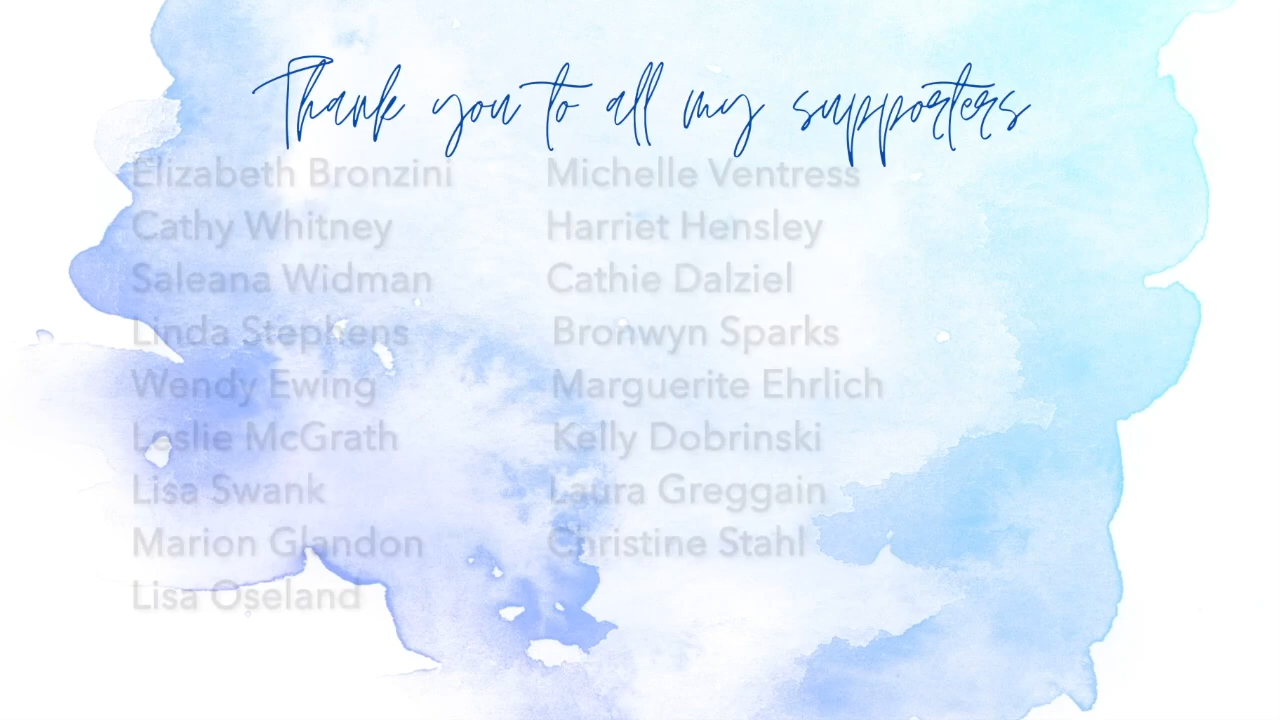 Thank you to all my supporters
Elizabeth Bronzini
Cathy Whitney
Saleana Widman
Linda Stephens
Wendy Ewing
Leslie McGrath
Lisa Swank
Marion Glandon
Lisa Oseland
Michelle Ventress
Harriet Hensley
Cathie Dalziel
Bronwyn Sparks
Marguerite Ehrlich
Kelly Dobrinski
Laura Greggain
Christine Stahl